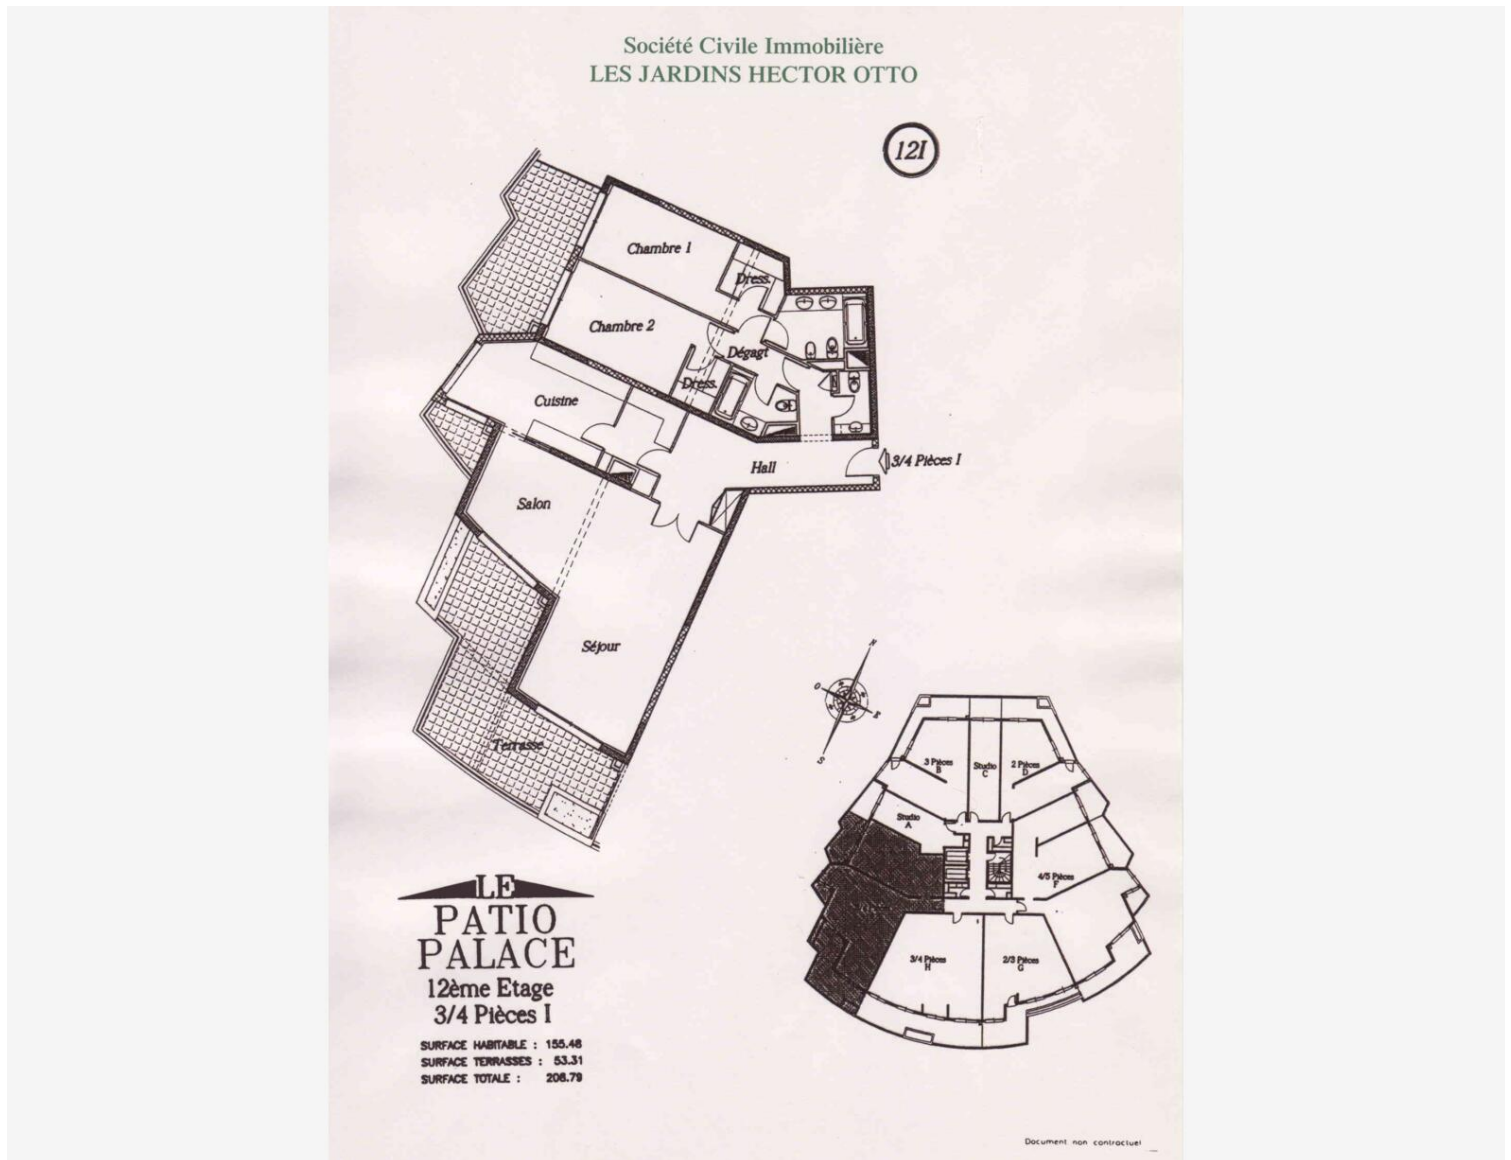 Société Civile Immobilière
LES JARDINS HECTOR OTTO
12I
Chambre 1
Dress.
Chambre 2
Dégagt
Dress.
Cuisine
Hall
3/4 Pièces I
Salon
Séjour
Terrasse
N
O
S
3 Pièces
B
Studio
C
2 Pièces
D
Studio
A
4/5 Pièces
F
3/4 Pièces
H
2/3 Pièces
G
LE
PATIO
PALACE
12ème Etage
3/4 Pièces I
SURFACE HABITABLE : 155.48
SURFACE TERRASSES : 53.31
SURFACE TOTALE : 208.79
Document non contractuel